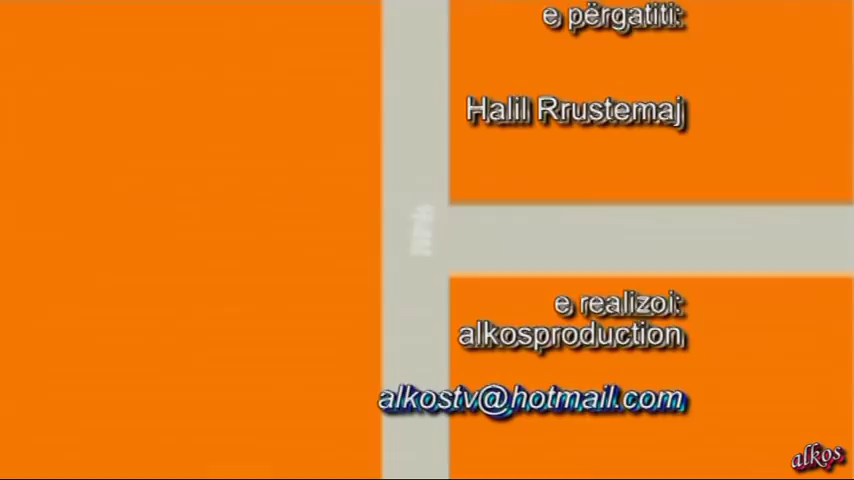 e përgatiti:
Halil Rrustemaj
e realizoi:
alkosproduction
alkostv@hotmail.com
alkos